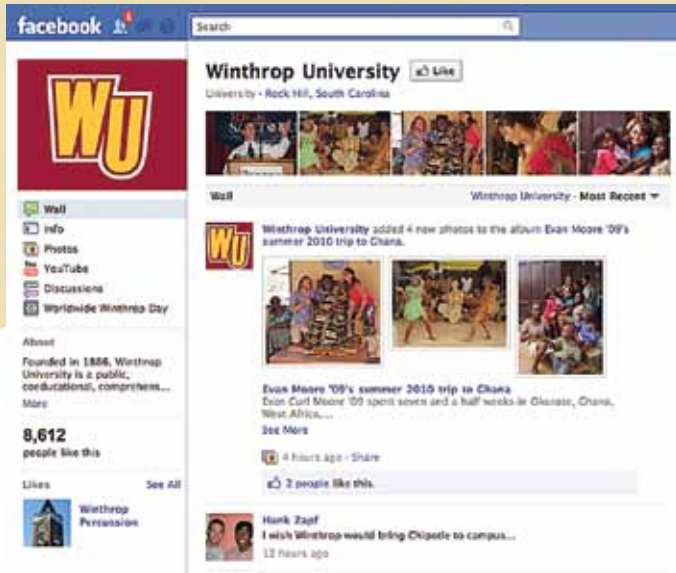 facebook
1
Search
Winthrop University Like
University · Rock Hill, South Carolina
WU
Wall
Info
Photos
YouTube
Discussions
Worldwide Winthrop Day
About
Founded in 1886, Winthrop
University is a public,
coeducational, comprehens...
More
8,612
people like this
Likes See All
Winthrop
Percussion
Wall Winthrop University · Most Recent
WU
Winthrop University added 4 new photos to the album Evan Moore '09's
summer 2010 trip to Ghana.
Evan Moore '09's summer 2010 trip to Ghana
Evan Curl Moore '09 spent seven and a half weeks in Ghana,
West Africa,...
See More
4 hours ago · Share
2 people like this.
Hank Zapf
I wish Winthrop would bring Chipotle to campus...
12 hours ago